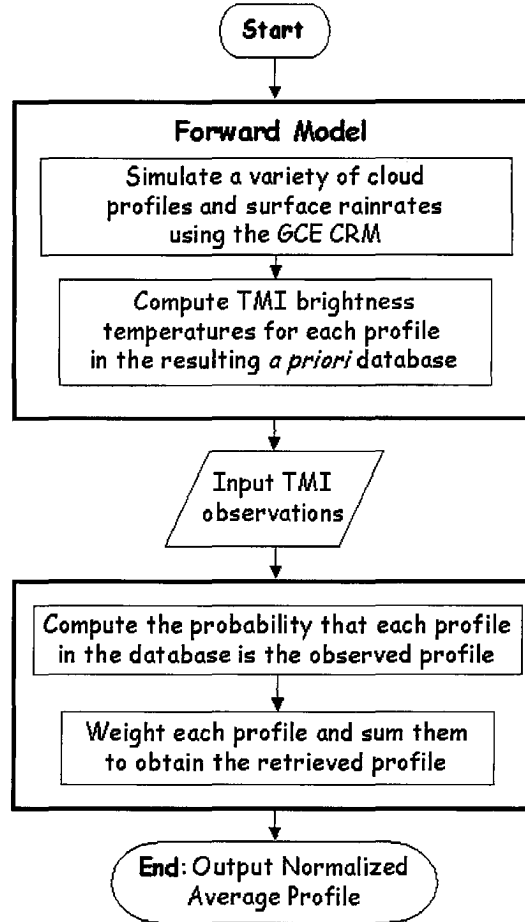 Start
Forward Model
Simulate a variety of cloud
profiles and surface rainrates
using the GCE CRM
Compute TMI brightness
temperatures for each profile
in the resulting a priori database
Input TMI
observations
Compute the probability that each profile
in the database is the observed profile
Weight each profile and sum them
to obtain the retrieved profile
End: Output Normalized
Average Profile